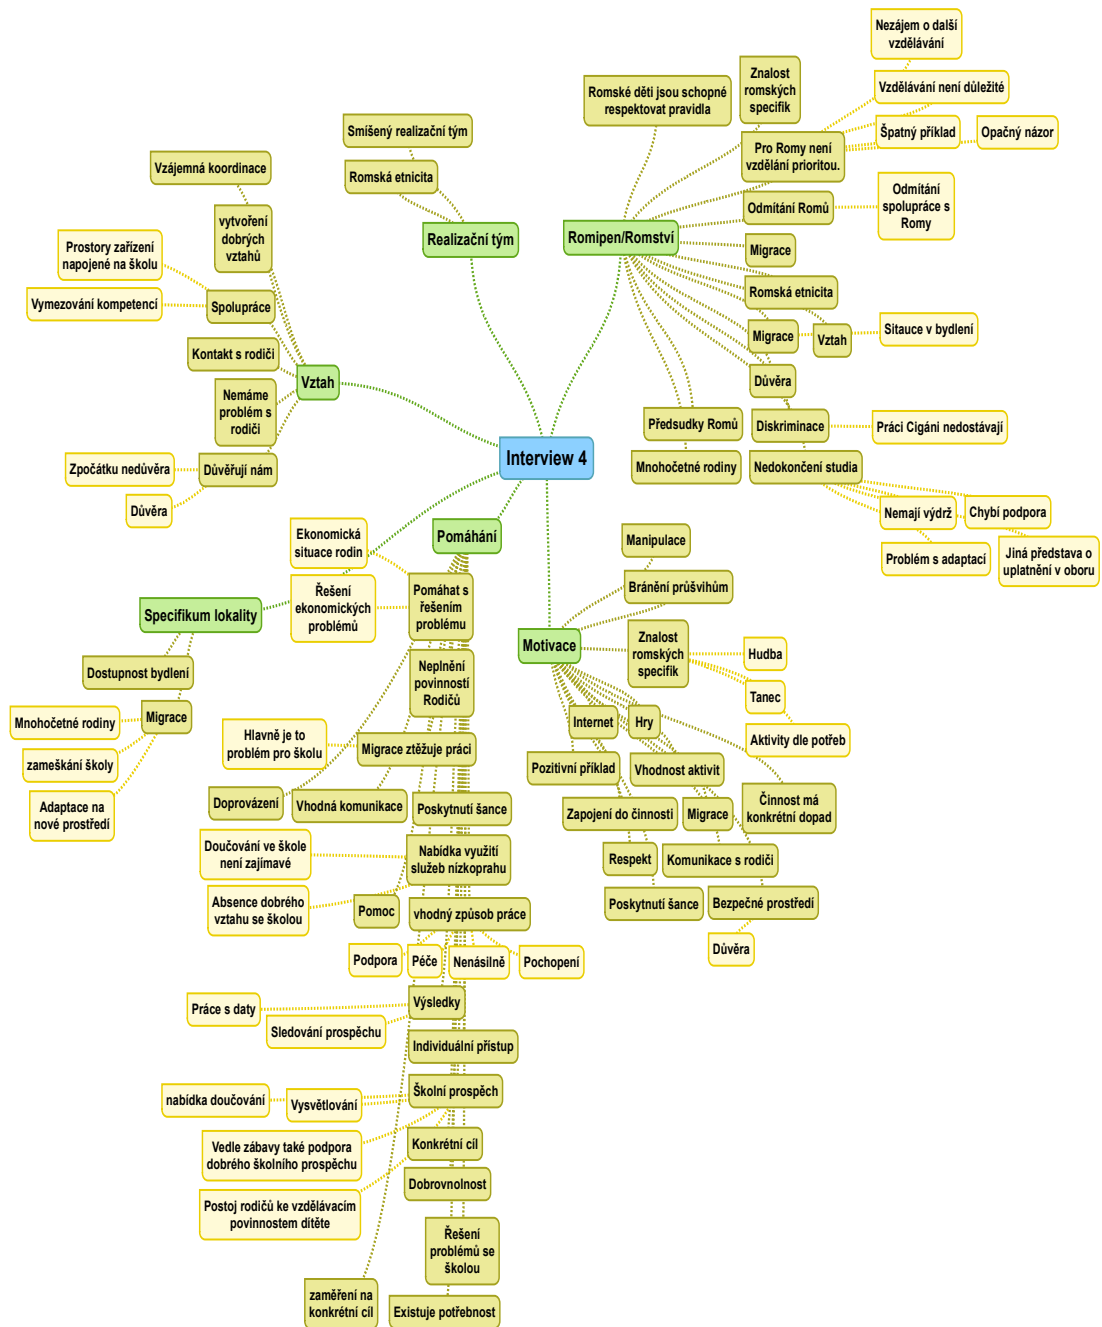 Nezájem o další
vzdělávání
Znalost
romských
specifik
Romské děti jsou schopné
respektovat pravidla
Vzdělávání není důležité
Smíšený realizační tým
Špatný příklad
Opačný názor
Pro Romy není
vzdělání prioritou.
Vzájemná koordinace
Romská etnicita
Odmítání
spolupráce s
Romy
Odmítání Romů
vytvoření
dobrých
vztahů
Realizační tým
Romipen/Romství
Migrace
Prostory zařízení
napojené na školu
Romská etnicita
Vymezování kompetencí
Spolupráce
Migrace
Vztah
Sitauce v bydlení
Kontakt s rodiči
Vztah
Důvěra
Nemáme
problém s
rodiči
Předsudky Romů
Diskriminace
Práci Cigáni nedostávají
Interview 4
Zpočátku nedůvěra
Důvěřují nám
Mnohočetné rodiny
Nedokončení studia
Důvěra
Nemají výdrž
Chybí podpora
Pomáhání
Ekonomická
situace rodin
Manipulace
Problém s adaptací
Jiná představa o
uplatnění v oboru
Řešení
ekonomických
problémů
Pomáhat s
řešením
problému
Bránění průšvihům
Specifikum lokality
Motivace
Znalost
romských
specifik
Hudba
Dostupnost bydlení
Neplnění
povinností
Rodičů
Tanec
Mnohočetné rodiny
Migrace
Internet
Hry
Hlavně je to
problém pro školu
Migrace ztěžuje práci
Aktivity dle potřeb
zameškání školy
Pozitivní příklad
Vhodnost aktivit
Adaptace na
nové prostředí
Doprovázení
Vhodná komunikace
Poskytnutí šance
Zapojení do činnosti
Migrace
Činnost má
konkrétní dopad
Doučování ve škole
není zajímavé
Nabídka využití
služeb nízkoprahu
Respekt
Komunikace s rodiči
Absence dobrého
vztahu se školou
Pomoc
vhodný způsob práce
Poskytnutí šance
Bezpečné prostředí
Podpora
Péče
Nenásilně
Pochopení
Důvěra
Práce s daty
Výsledky
Sledování prospěchu
Individuální přístup
nabídka doučování
Vysvětlování
Školní prospěch
Vedle zábavy také podpora
dobrého školního prospěchu
Konkrétní cíl
Dobrovnolnost
Postoj rodičů ke vzdělávacím
povinnostem dítěte
Řešení
problémů se
školou
zaměření na
konkrétní cíl
Existuje potřebnost